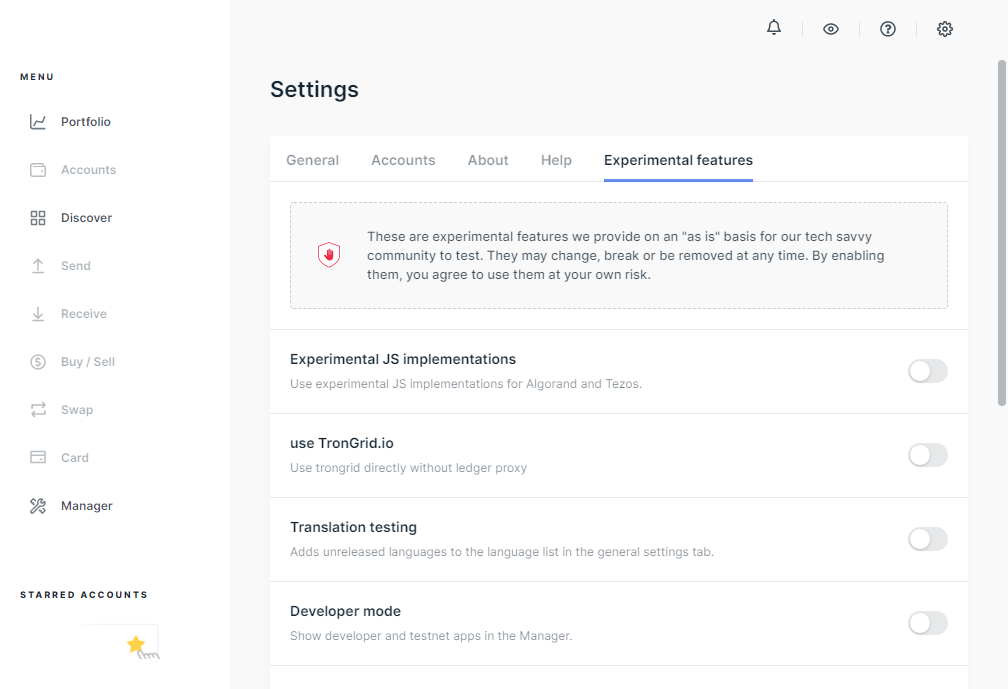 MENU
Portfolio
Accounts
Discover
Send
Receive
Buy / Sell
Swap
Card
Manager
STARRED ACCOUNTS
Settings
General Accounts About Help Experimental features
These are experimental features we provide on an "as is" basis for our tech savvy
community to test. They may change, break or be removed at any time. By enabling
them, you agree to use them at your own risk.
Experimental JS implementations
Use experimental JS implementations for Algorand and Tezos.
use TronGrid.io
Use trongrid directly without ledger proxy
Translation testing
Adds unreleased languages to the language list in the general settings tab.
Developer mode
Show developer and testnet apps in the Manager.